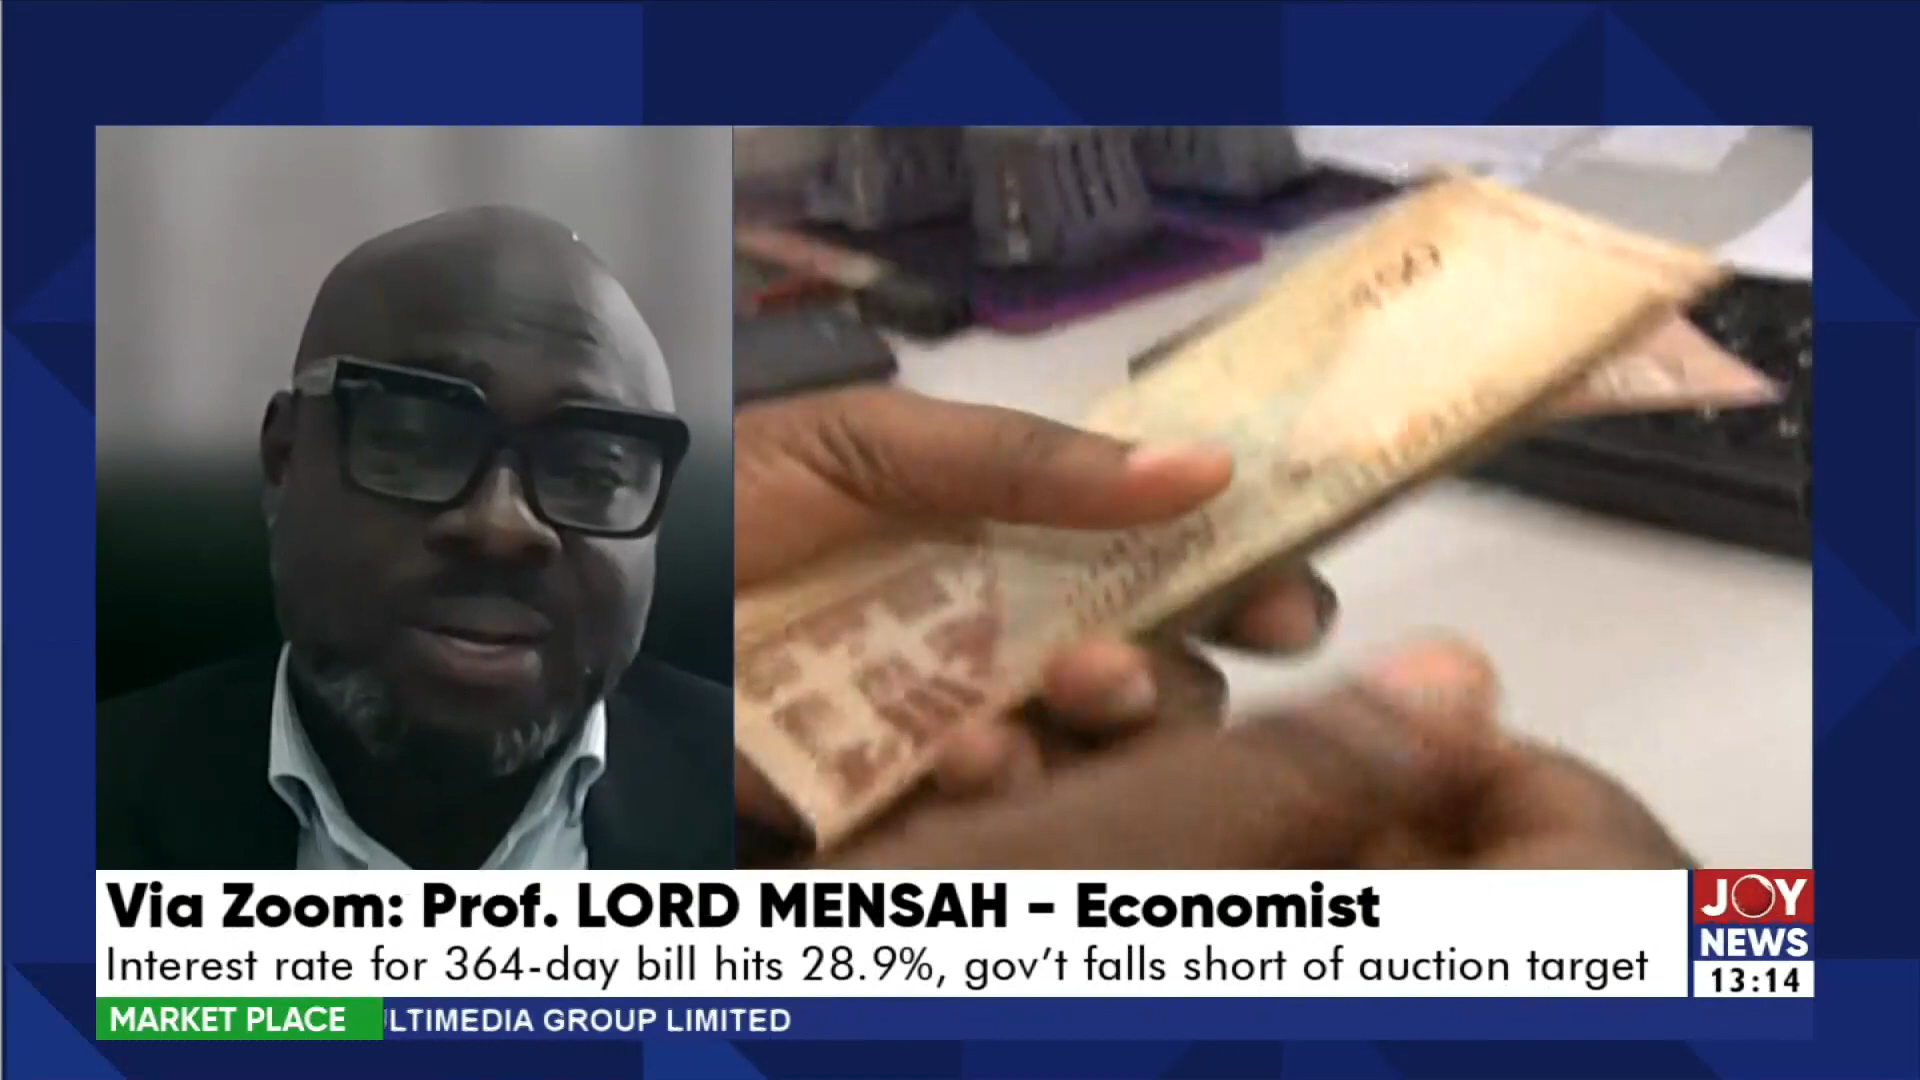 Via Zoom: Prof. LORD MENSAH - Economist
Interest rate for 364-day bill hits 28.9%, gov't falls short of auction target
JOY
NEWS
13:14
MARKET PLACE
LTIMEDIA GROUP LIMITED